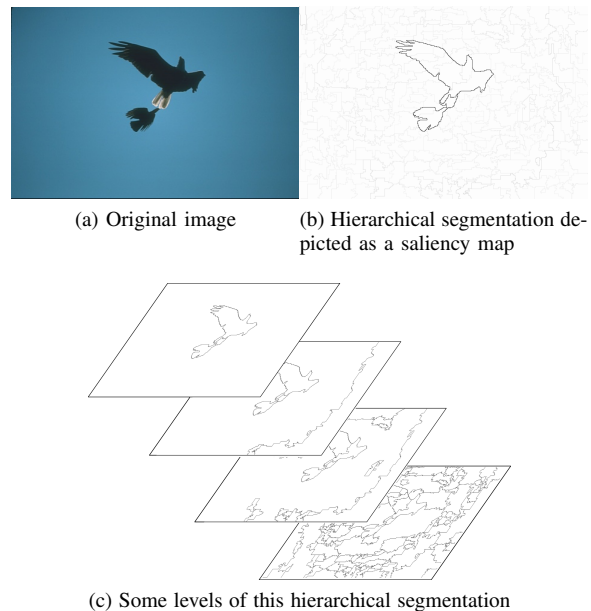 (a) Original image
(b) Hierarchical segmentation de-
picted as a saliency map
(c) Some levels of this hierarchical segmentation